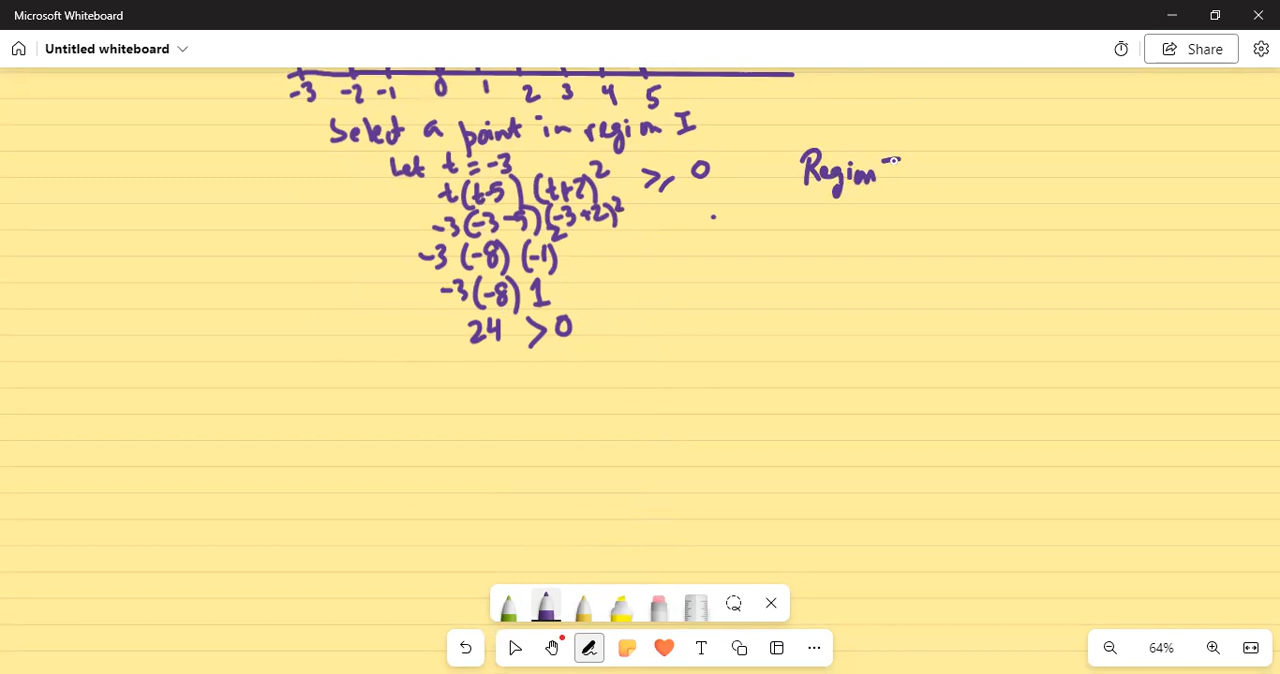 Microsoft Whiteboard
Untitled whiteboard
Share
-3 -2 -1 0 1 2 3 4 5
Select a point in region I
Let t = -3
t(t-5)(t+2)² ≥ 0
-3(-3-5)(-3+2)²
-3 (-8) (-1)²
-3(-8) 1
24 > 0
Region
64%